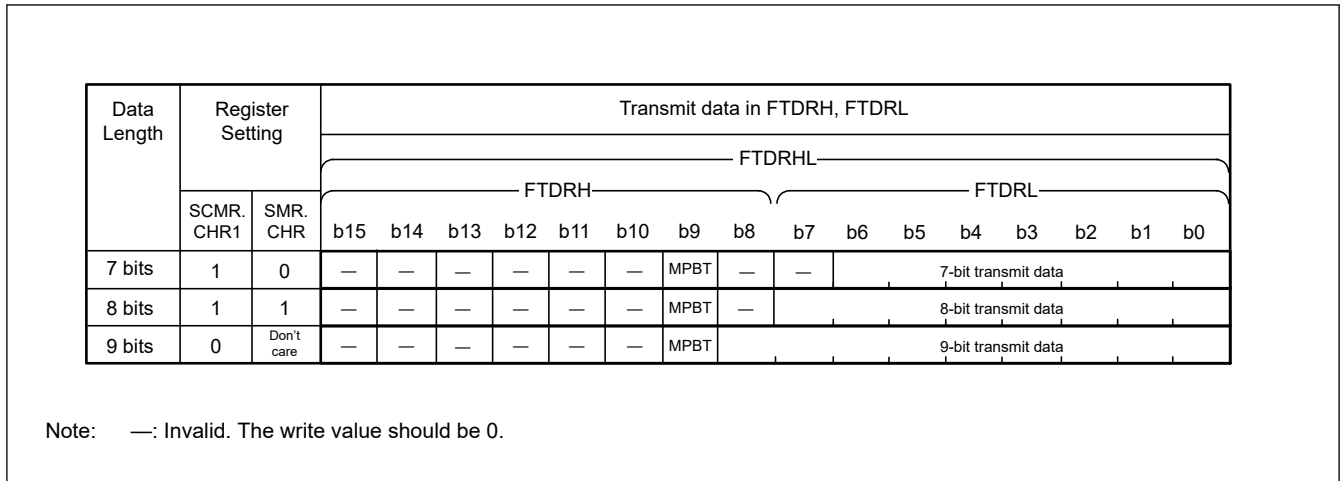 Data Length Register Setting Transmit data in FTDRH, FTDRL
FTDRHL
FTDRH FTDRL
SCMR. CHR1 SMR. CHR b15 b14 b13 b12 b11 b10 b9 b8 b7 b6 b5 b4 b3 b2 b1 b0
7 bits 1 0 — — — — — — MPBT — — 7-bit transmit data
8 bits 1 1 — — — — — — MPBT — 8-bit transmit data
9 bits 0 Don't care — — — — — — MPBT 9-bit transmit data
Note: —: Invalid. The write value should be 0.